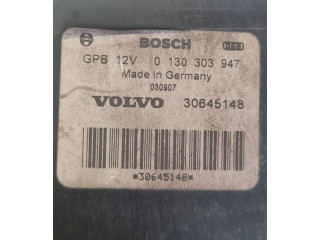 BOSCH
GPB 12V 0 130 303 947
Made in Germany
030907
VOLVO 30645148
*30645148*